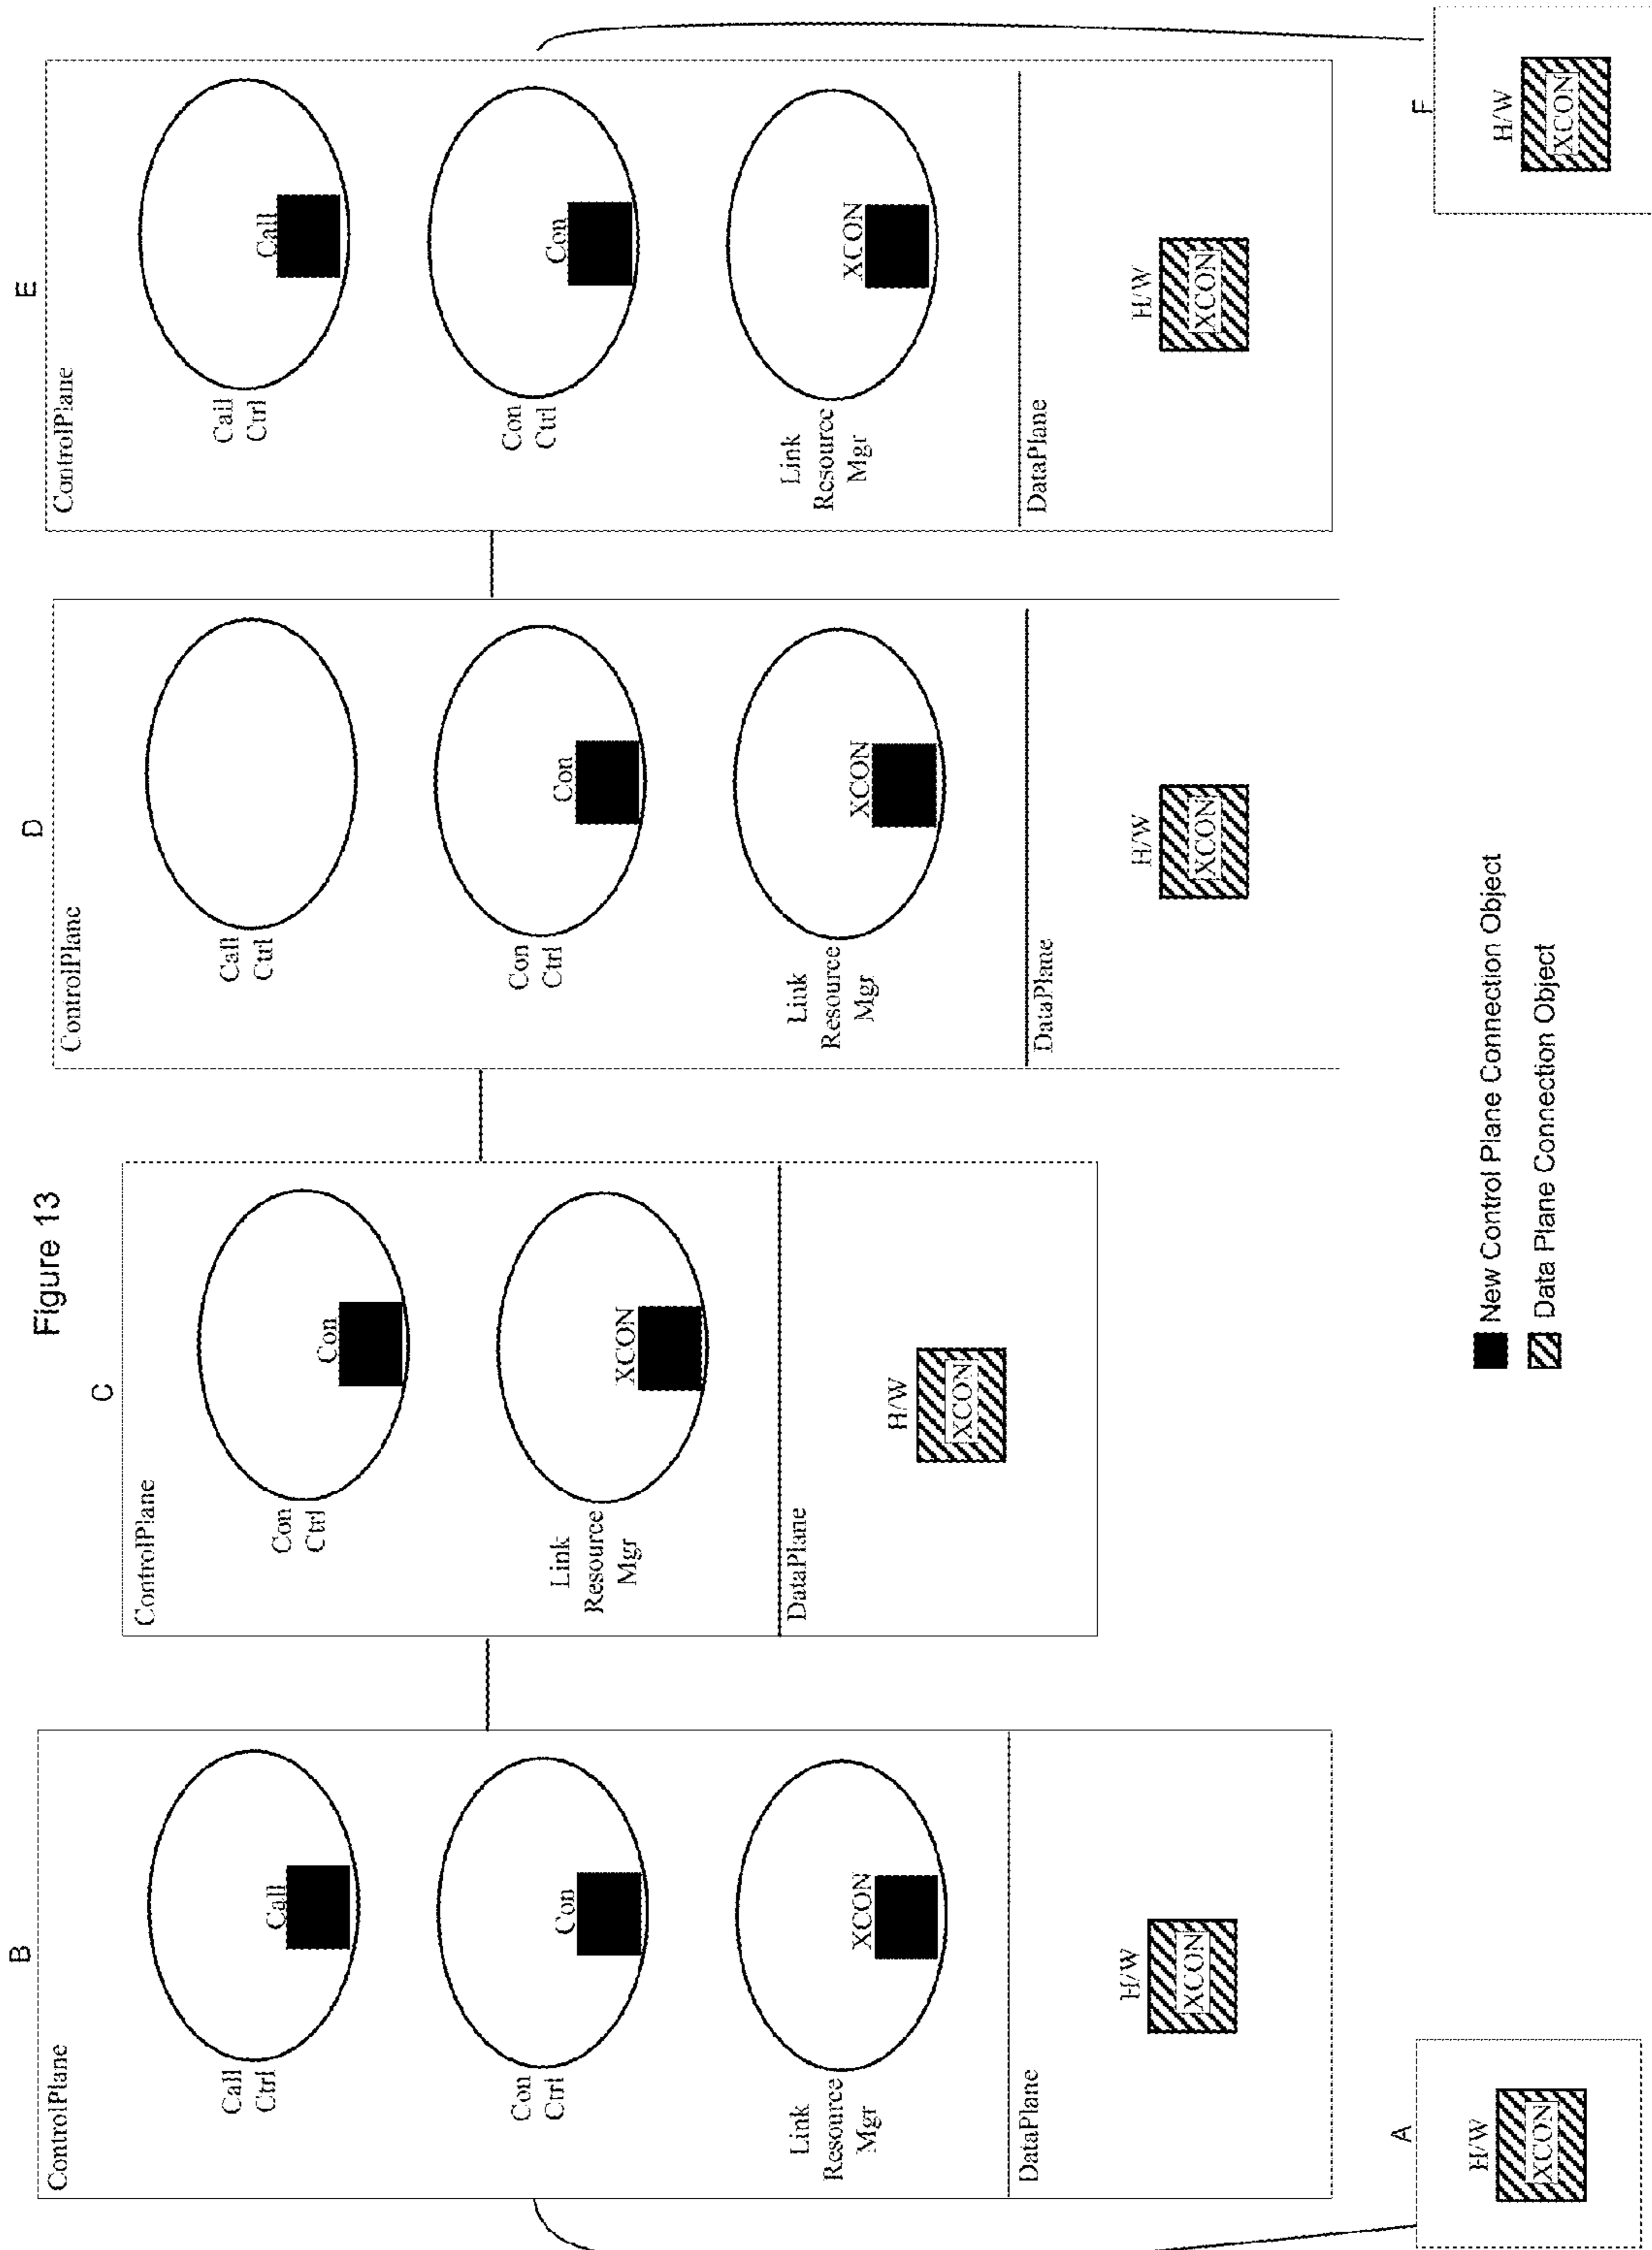 Figure 13
B
ControlPlane
Call
Ctrl
Call
Con
Ctrl
Con
Link
Resource
Mgr
XCON
DataPlane
H/W
XCON
C
ControlPlane
Con
Ctrl
Con
Link
Resource
Mgr
XCON
DataPlane
H/W
XCON
D
ControlPlane
Call
Ctrl
Con
Ctrl
Con
Link
Resource
Mgr
XCON
DataPlane
H/W
XCON
E
ControlPlane
Call
Ctrl
Call
Con
Ctrl
Con
Link
Resource
Mgr
XCON
DataPlane
H/W
XCON
A
H/W
XCON
F
H/W
XCON
New Control Plane Connection Object
Data Plane Connection Object